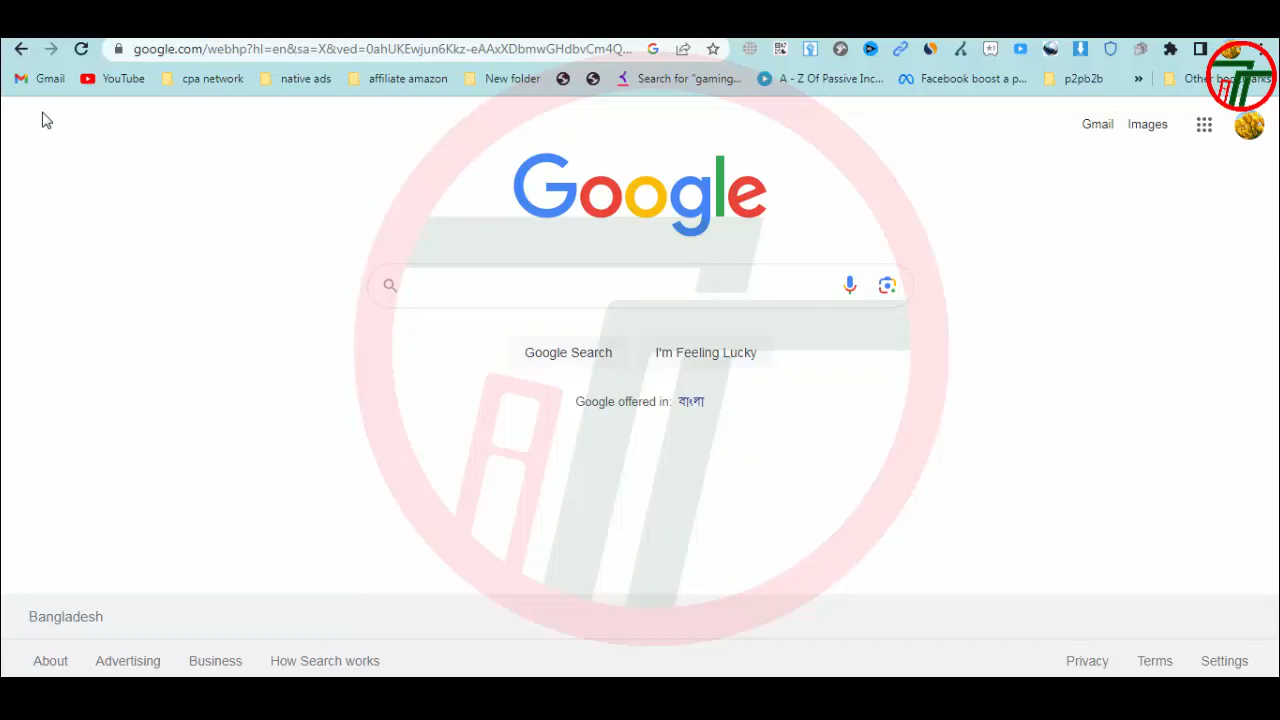 google.com/webhp?hl=en&sa=X&ved=0ahUKEwjun6Kkz-eAAxXDbmwGHdbvCm4Q...
Gmail YouTube cpa network native ads affiliate amazon New folder Search for "gaming... A - Z Of Passive Inc... Facebook boost a p... p2pb2b » Other bookmarks
Gmail Images
Google
Google Search I'm Feeling Lucky
Google offered in: বাংলা
Bangladesh
About Advertising Business How Search works Privacy Terms Settings